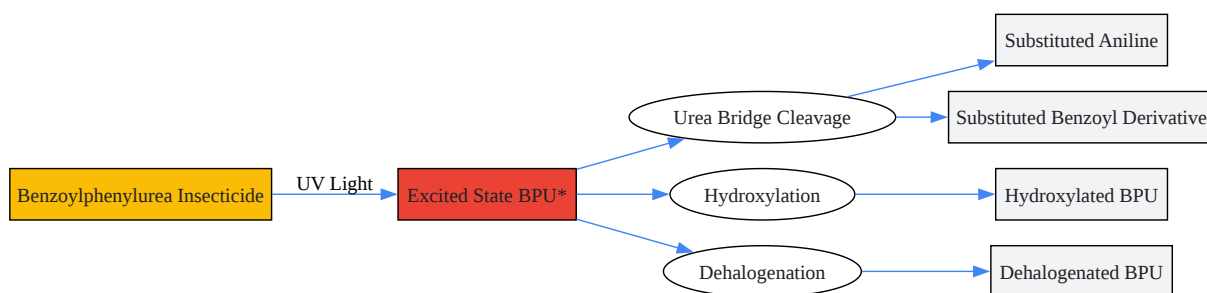 Substituted Aniline
Urea Bridge Cleavage
Substituted Benzoyl Derivative
UV Light
Benzoylphenylurea Insecticide
Excited State BPU*
Hydroxylation
Hydroxylated BPU
Dehalogenation
Dehalogenated BPU